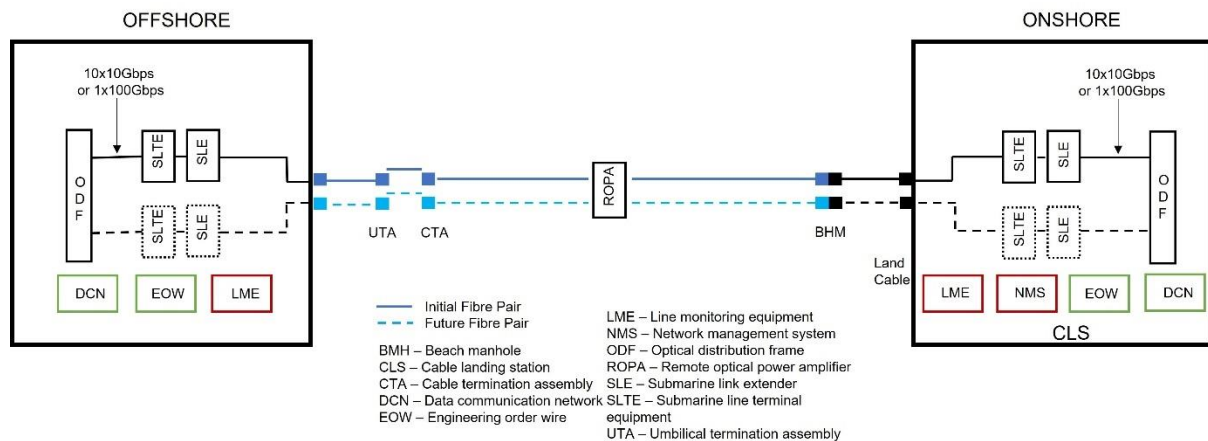 OFFSHORE
10x10Gbps
or 1x100Gbps
ODF
SLTE
SLE
SLTE
SLE
DCN
EOW
LME
UTA
CTA
ROPA
BHM
Land
Cable
ONSHORE
10x10Gbps
or 1x100Gbps
SLTE
SLE
ODF
SLTE
SLE
LME
NMS
EOW
DCN
CLS
Initial Fibre Pair
Future Fibre Pair
BMH – Beach manhole
CLS – Cable landing station
CTA – Cable termination assembly
DCN – Data communication network
EOW – Engineering order wire
LME – Line monitoring equipment
NMS – Network management system
ODF – Optical distribution frame
ROPA – Remote optical power amplifier
SLE – Submarine link extender
SLTE – Submarine line terminal
equipment
UTA – Umbilical termination assembly